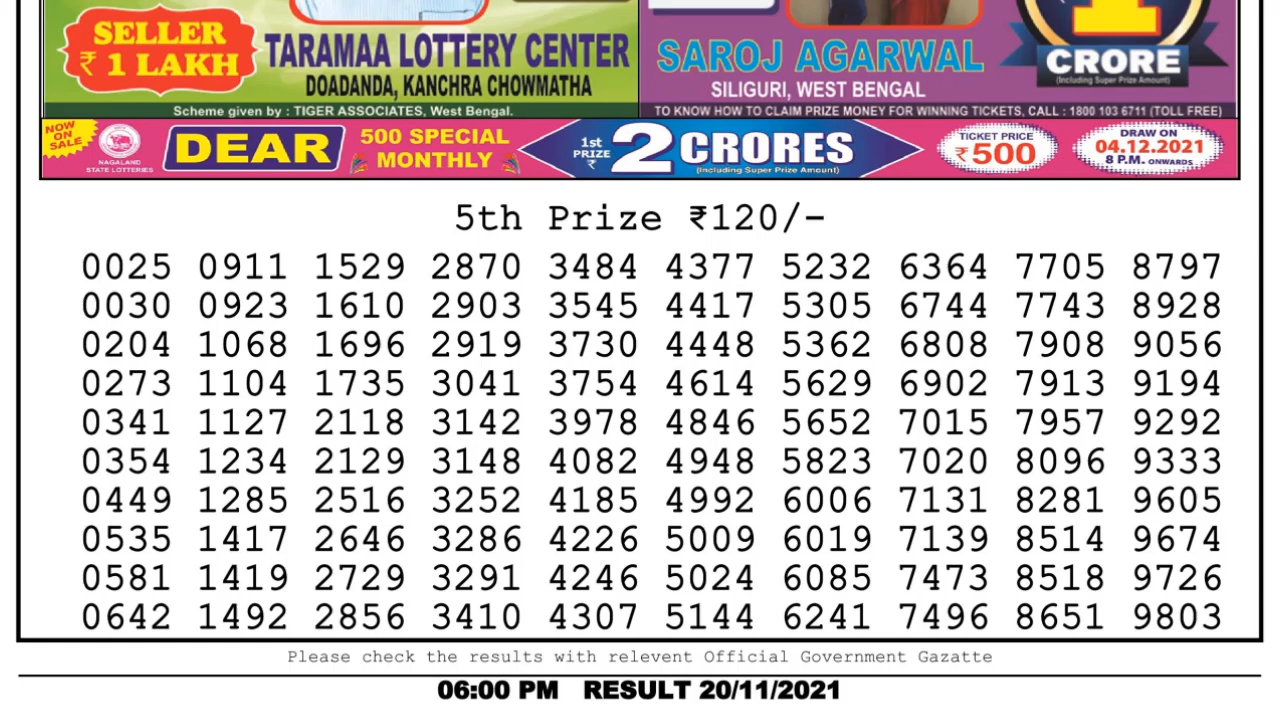 SELLER
₹ 1 LAKH
TARAMAA LOTTERY CENTER
DOADANDA, KANCHRA CHOWMATHA
Scheme given by : TIGER ASSOCIATES, West Bengal.
SAROJ AGARWAL
SILIGURI, WEST BENGAL
1
CRORE
(Including Super Prize Amount)
TO KNOW HOW TO CLAIM PRIZE MONEY FOR WINNING TICKETS, CALL : 1800 103 6711 (TOLL FREE)
NOW
ON
SALE
NAGALAND
STATE LOTTERIES
DEAR
500 SPECIAL
MONTHLY
1st
PRIZE
₹
2 CRORES
(Including Super Prize Amount)
TICKET PRICE
₹500
DRAW ON
04.12.2021
8 P.M. ONWARDS
5th Prize ₹120/-
0025 0911 1529 2870 3484 4377 5232 6364 7705 8797
0030 0923 1610 2903 3545 4417 5305 6744 7743 8928
0204 1068 1696 2919 3730 4448 5362 6808 7908 9056
0273 1104 1735 3041 3754 4614 5629 6902 7913 9194
0341 1127 2118 3142 3978 4846 5652 7015 7957 9292
0354 1234 2129 3148 4082 4948 5823 7020 8096 9333
0449 1285 2516 3252 4185 4992 6006 7131 8281 9605
0535 1417 2646 3286 4226 5009 6019 7139 8514 9674
0581 1419 2729 3291 4246 5024 6085 7473 8518 9726
0642 1492 2856 3410 4307 5144 6241 7496 8651 9803
Please check the results with relevent Official Government Gazatte
06:00 PM RESULT 20/11/2021